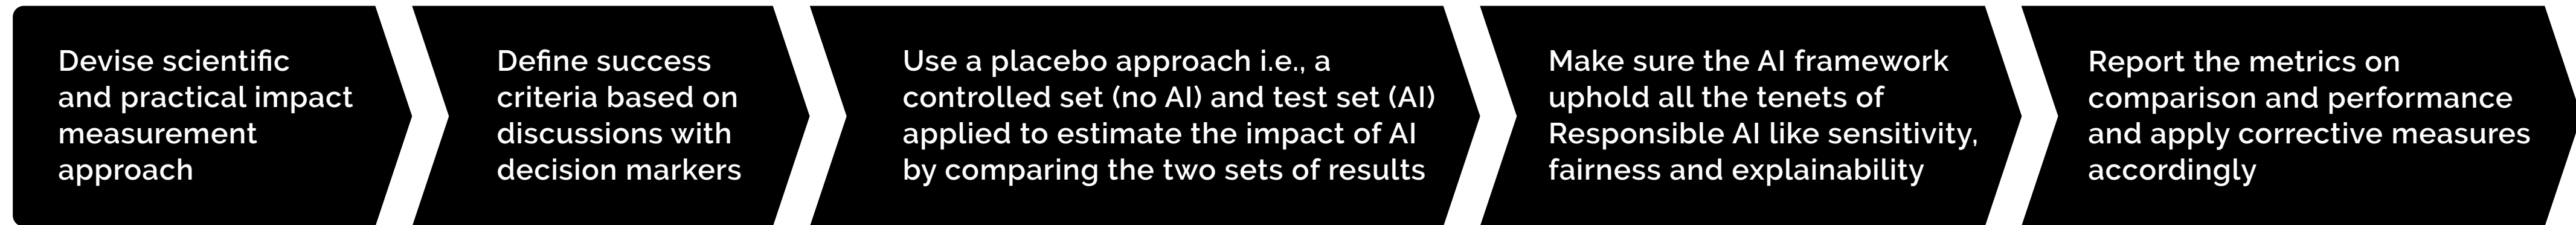 Devise scientific
and practical impact
measurement
approach
Define success
criteria based on
discussions with
decision markers
Use a placebo approach i.e., a
controlled set (no AI) and test set (AI)
applied to estimate the impact of AI
by comparing the two sets of results
Make sure the AI framework
uphold all the tenets of
Responsible AI like sensitivity,
fairness and explainability
Report the metrics on
comparison and performance
and apply corrective measures
accordingly